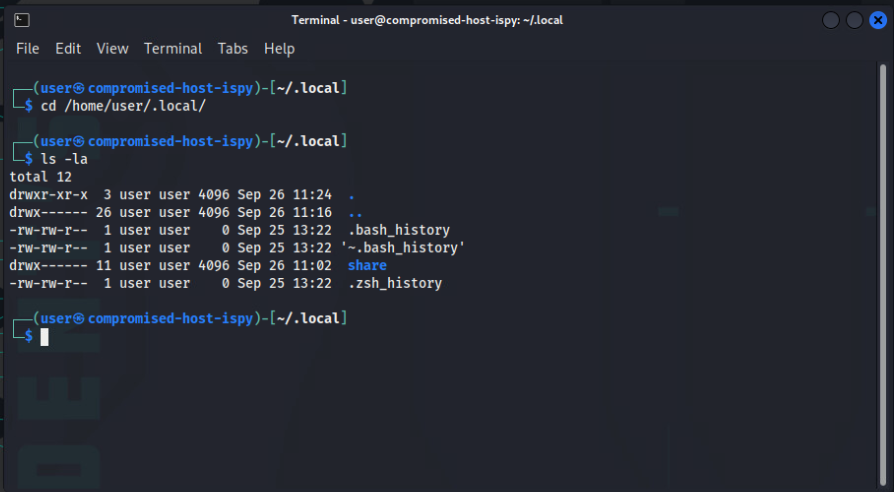 Terminal - user@compromised-host-ispy: ~/.local
File Edit View Terminal Tabs Help
┌──(user㉿compromised-host-ispy)-[~/.local]
└─$ cd /home/user/.local/
┌──(user㉿compromised-host-ispy)-[~/.local]
└─$ ls -la
total 12
drwxr-xr-x  3 user user 4096 Sep 26 11:24  .
drwx------ 26 user user 4096 Sep 26 11:16  ..
-rw-rw-r--  1 user user    0 Sep 25 13:22  .bash_history
-rw-rw-r--  1 user user    0 Sep 25 13:22 '~.bash_history'
drwx------ 11 user user 4096 Sep 26 11:02  share
-rw-rw-r--  1 user user    0 Sep 25 13:22  .zsh_history
┌──(user㉿compromised-host-ispy)-[~/.local]
└─$